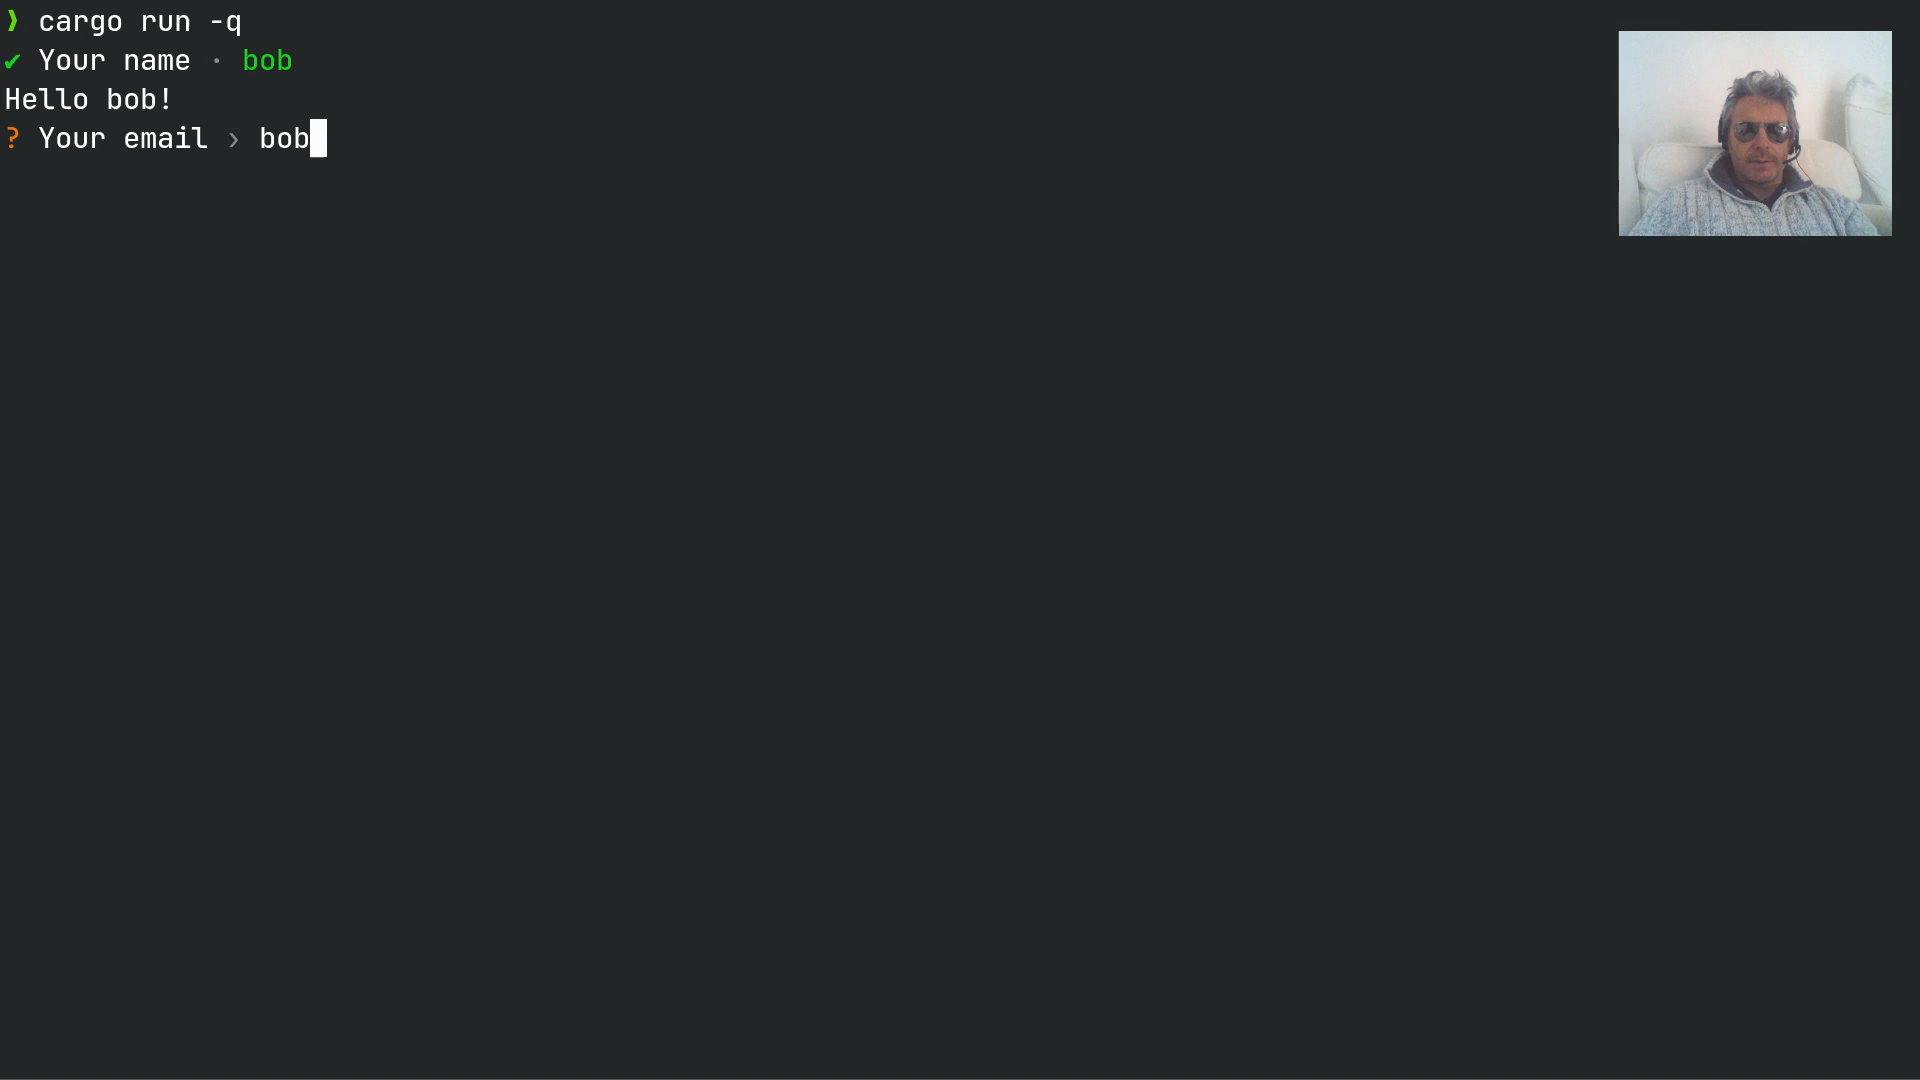 ❱ cargo run -q
✔ Your name · bob
Hello bob!
? Your email › bob